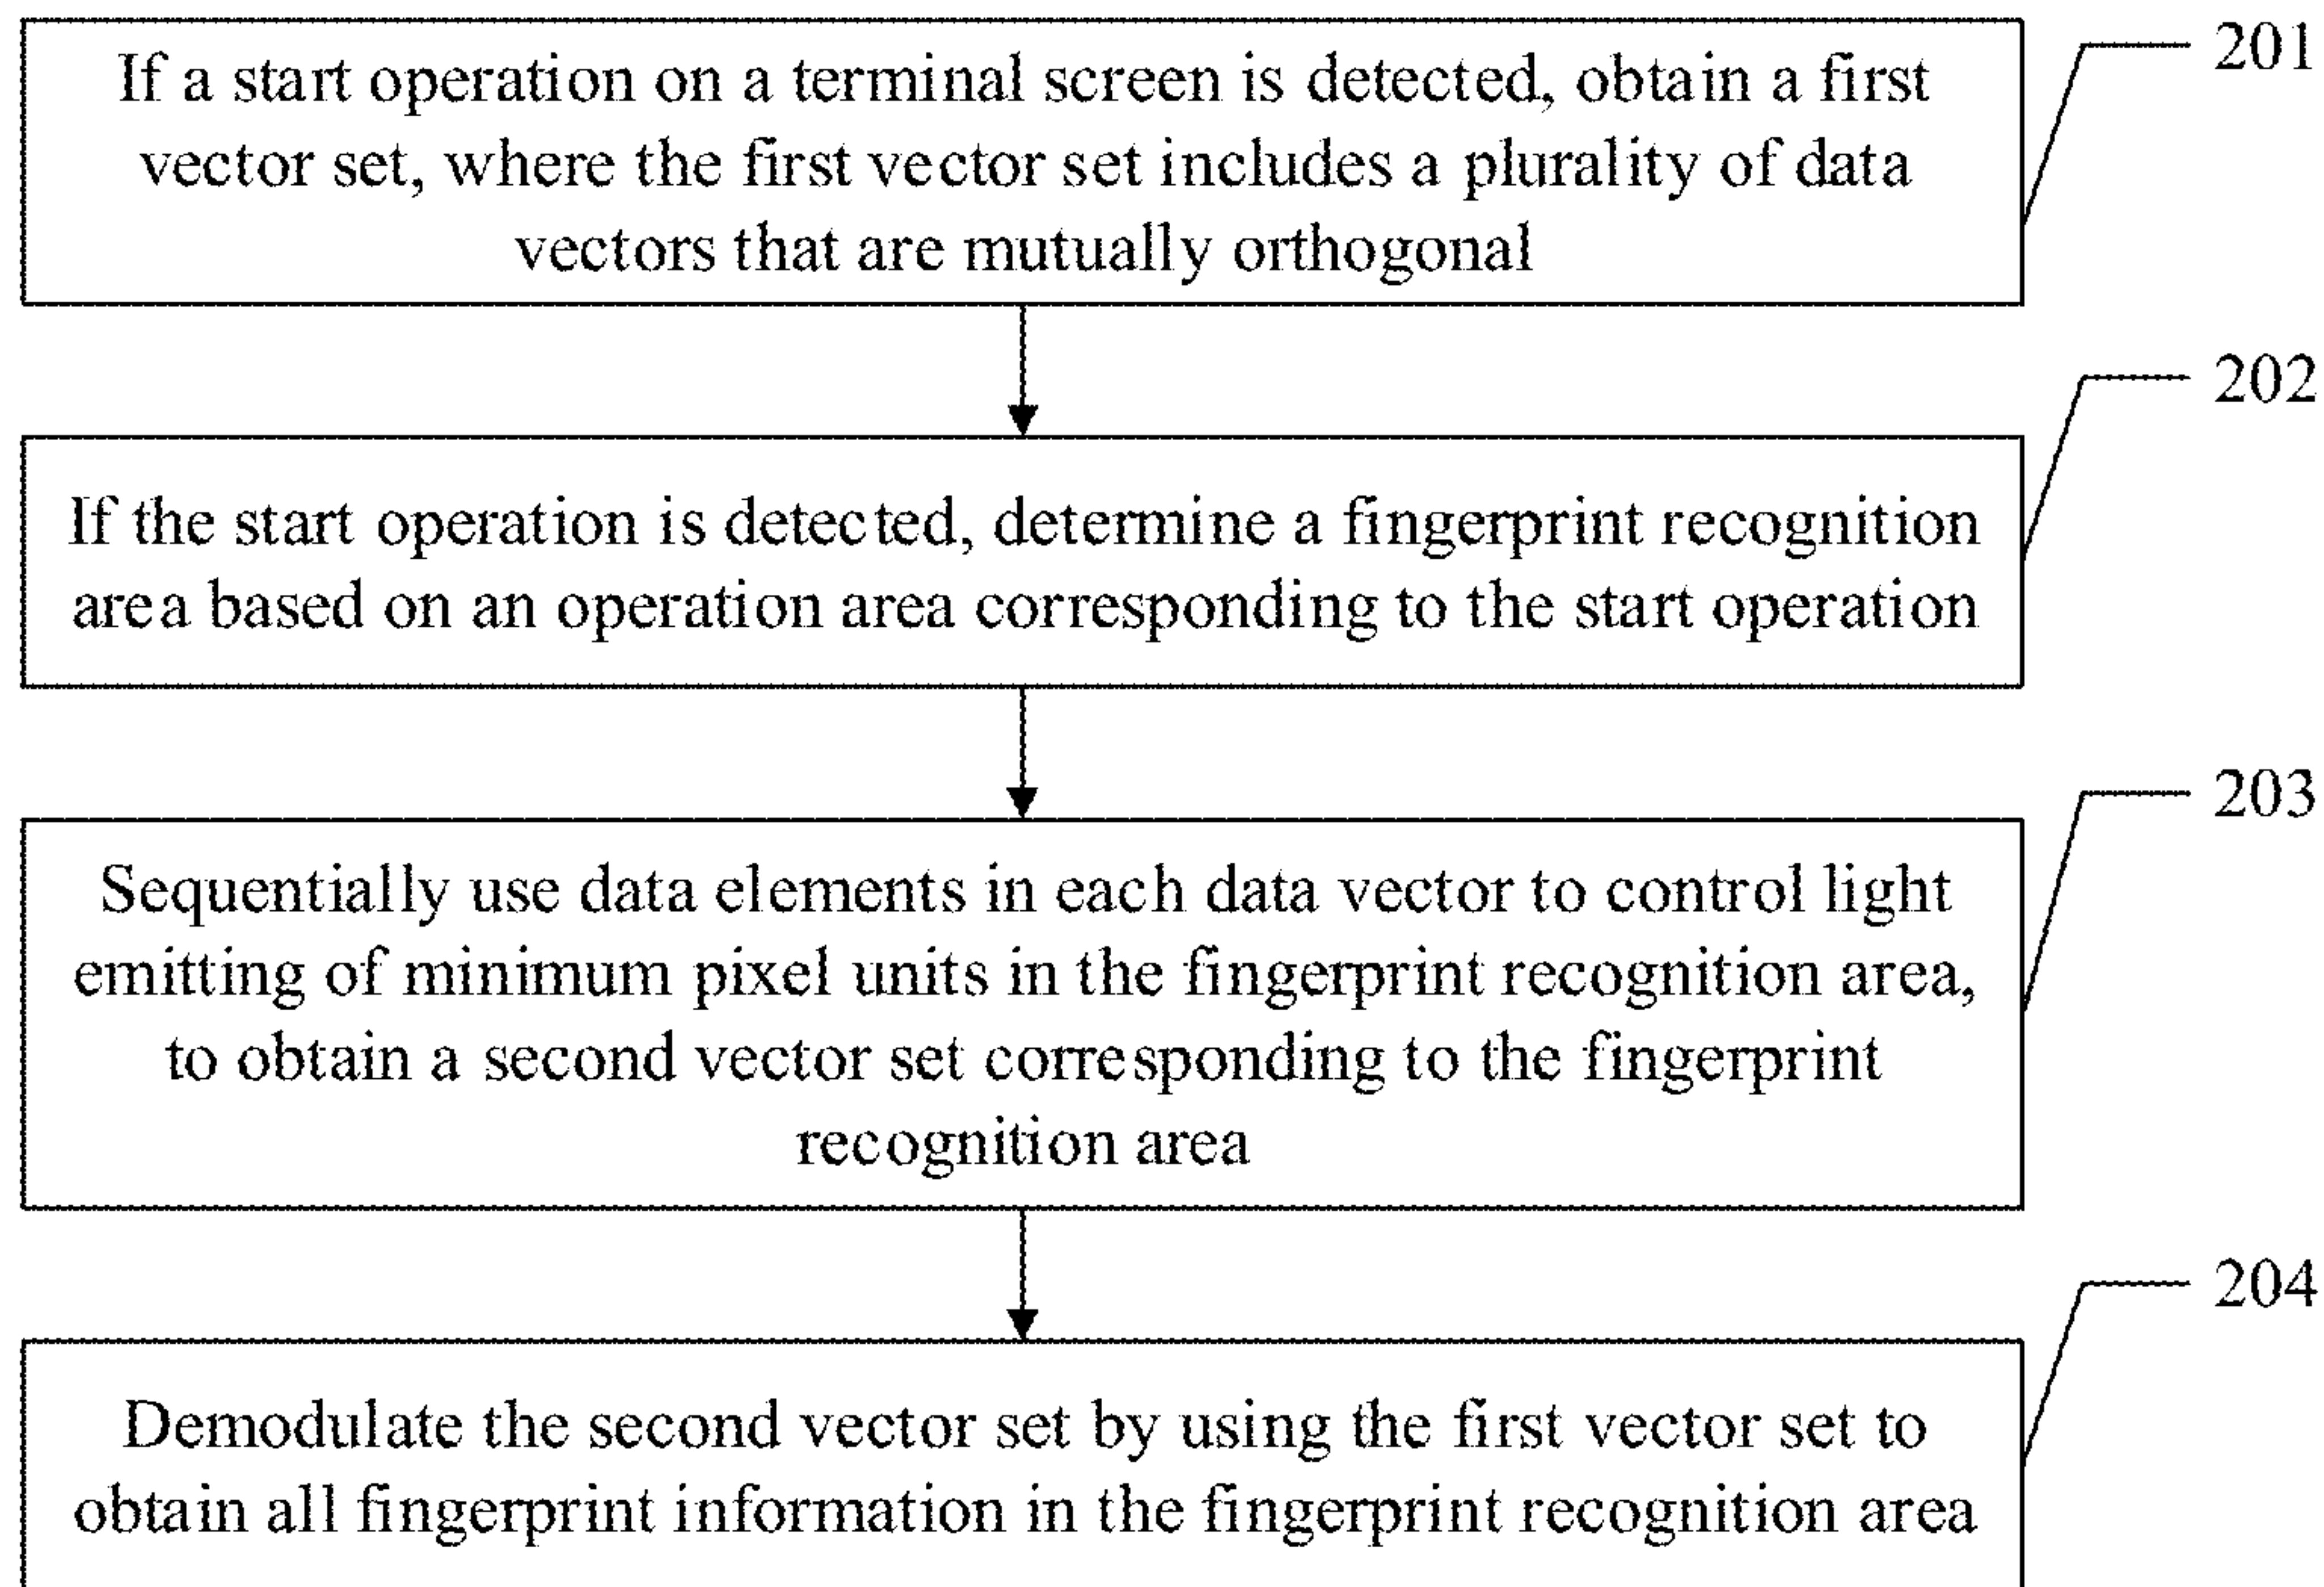 If a start operation on a terminal screen is detected, obtain a first
vector set, where the first vector set includes a plurality of data
vectors that are mutually orthogonal
201
If the start operation is detected, determine a fingerprint recognition
area based on an operation area corresponding to the start operation
202
Sequentially use data elements in each data vector to control light
emitting of minimum pixel units in the fingerprint recognition area,
to obtain a second vector set corresponding to the fingerprint
recognition area
203
Demodulate the second vector set by using the first vector set to
obtain all fingerprint information in the fingerprint recognition area
204